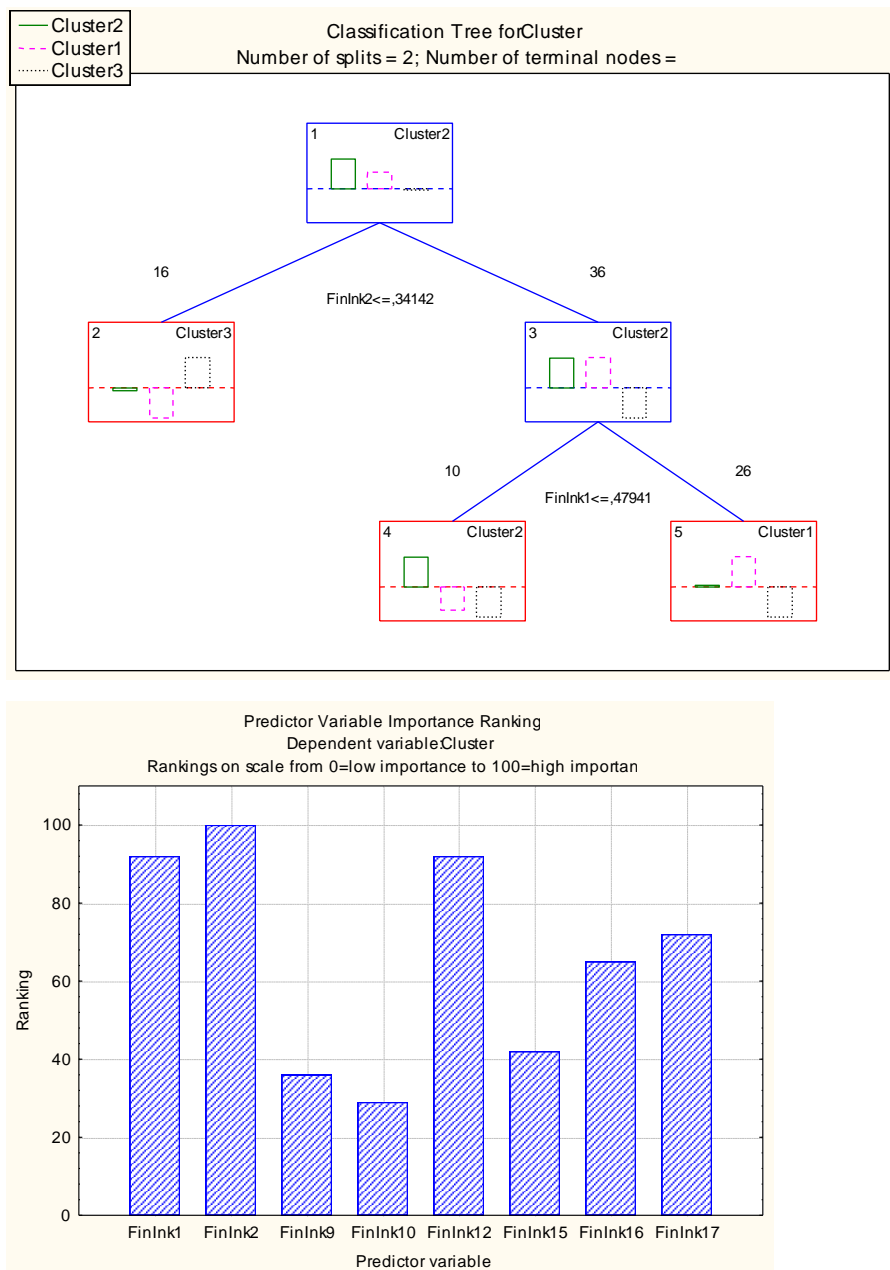 Cluster2
Cluster1
Cluster3
Classification Tree forCluster
Number of splits = 2; Number of terminal nodes =
1 Cluster2
16 36
FinInk2<=,34142
2 Cluster3
3 Cluster2
10 26
FinInk1<=,47941
4 Cluster2
5 Cluster1
Predictor Variable Importance Ranking
Dependent variable:Cluster
Rankings on scale from 0=low importance to 100=high importan
100
80
60
40
20
0
Ranking
FinInk1 FinInk2 FinInk9 FinInk10 FinInk12 FinInk15 FinInk16 FinInk17
Predictor variable